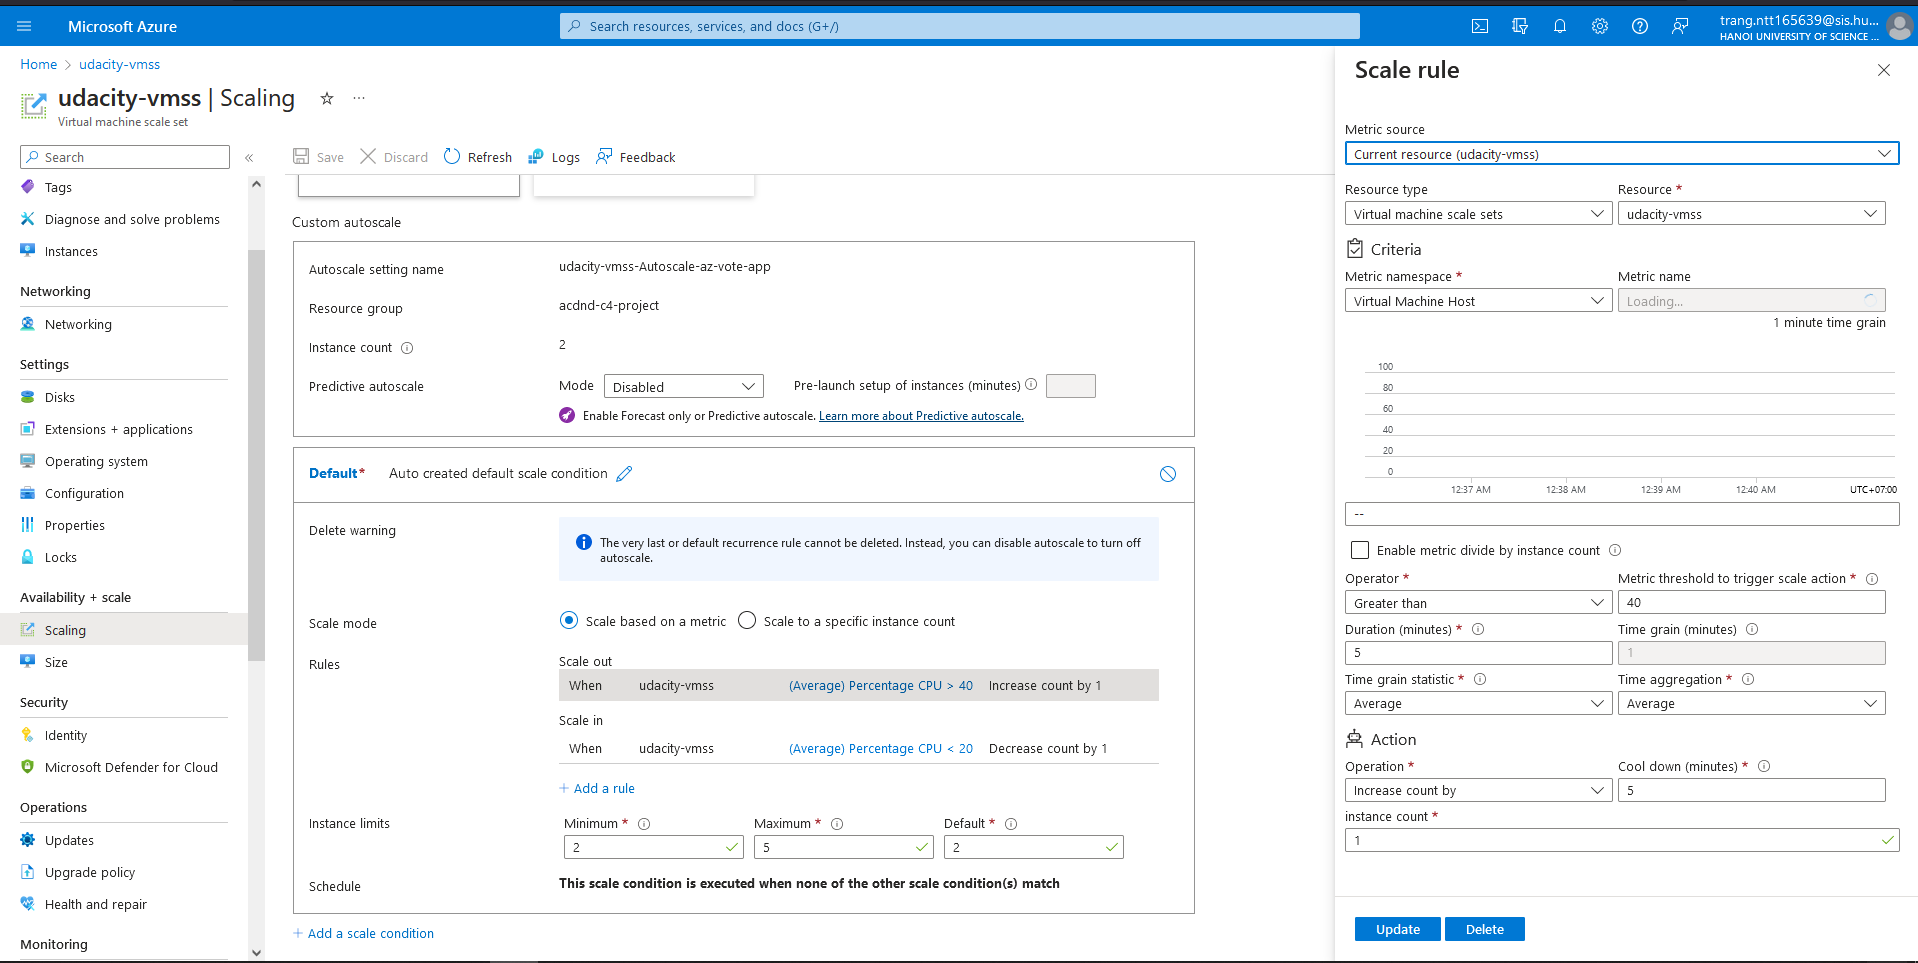 Microsoft Azure
Search resources, services, and docs (G+/)
trang.ntt165639@sis.hu...
HANOI UNIVERSITY OF SCIENCE ...
Home > udacity-vmss
udacity-vmss | Scaling
Virtual machine scale set
Search
Tags
Diagnose and solve problems
Instances
Networking
Networking
Settings
Disks
Extensions + applications
Operating system
Configuration
Properties
Locks
Availability + scale
Scaling
Size
Security
Identity
Microsoft Defender for Cloud
Operations
Updates
Upgrade policy
Health and repair
Monitoring
Save Discard Refresh Logs Feedback
Custom autoscale
Autoscale setting name udacity-vmss-Autoscale-az-vote-app
Resource group acdnd-c4-project
Instance count 2
Predictive autoscale Mode Disabled Pre-launch setup of instances (minutes)
Enable Forecast only or Predictive autoscale. Learn more about Predictive autoscale.
Default* Auto created default scale condition
Delete warning
The very last or default recurrence rule cannot be deleted. Instead, you can disable autoscale to turn off
autoscale.
Scale mode Scale based on a metric Scale to a specific instance count
Rules
Scale out
When udacity-vmss (Average) Percentage CPU > 40 Increase count by 1
Scale in
When udacity-vmss (Average) Percentage CPU < 20 Decrease count by 1
+ Add a rule
Instance limits Minimum * Maximum * Default *
2 5 2
Schedule This scale condition is executed when none of the other scale condition(s) match
+ Add a scale condition
Scale rule
Metric source
Current resource (udacity-vmss)
Resource type Resource *
Virtual machine scale sets udacity-vmss
Criteria
Metric namespace * Metric name
Virtual Machine Host Loading...
1 minute time grain
100
80
60
40
20
0
12:37 AM 12:38 AM 12:39 AM 12:40 AM UTC+07:00
--
Enable metric divide by instance count
Operator * Metric threshold to trigger scale action *
Greater than 40
Duration (minutes) * Time grain (minutes)
5 1
Time grain statistic * Time aggregation *
Average Average
Action
Operation * Cool down (minutes) *
Increase count by 5
instance count *
1
Update Delete